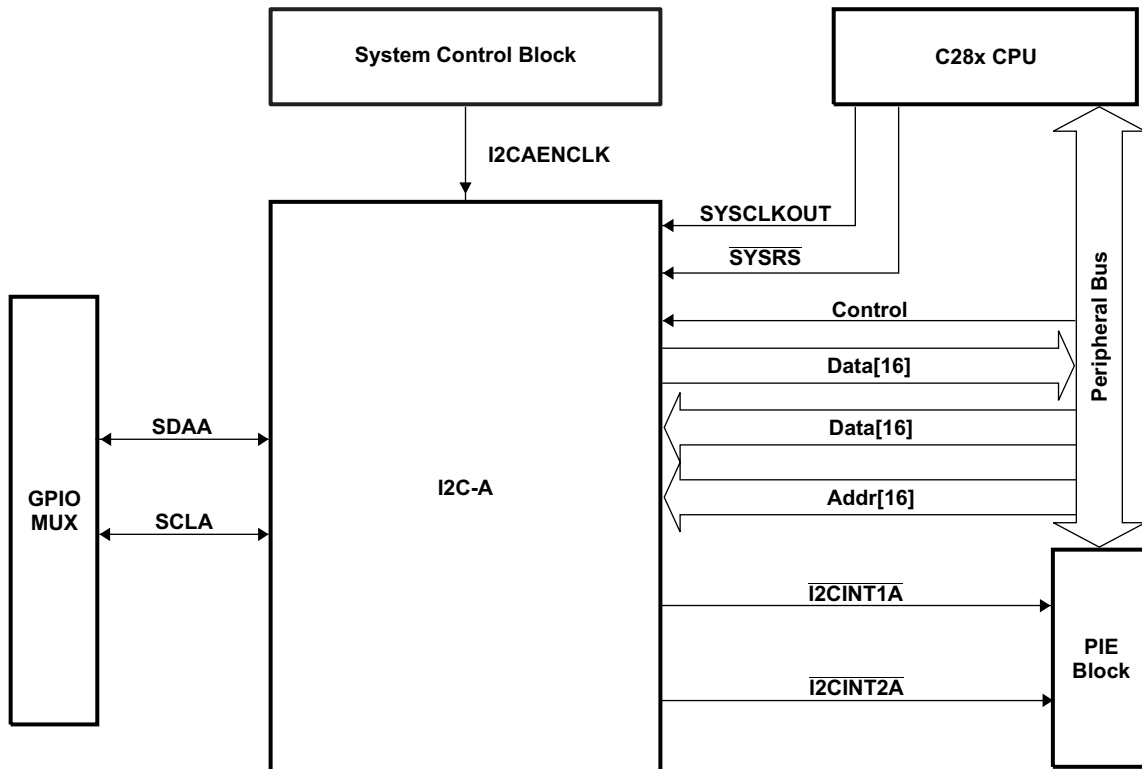 System Control Block
C28x CPU
I2CAENCLK
SYSCLKOUT
SYSRS
Control
Data[16]
Data[16]
Addr[16]
Peripheral Bus
SDAA
SCLA
GPIO
MUX
I2C-A
I2CINT1A
I2CINT2A
PIE
Block